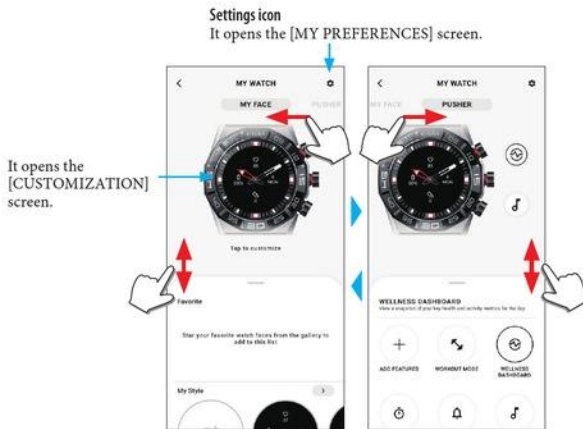 Settings icon
It opens the [MY PREFERENCES] screen.
MY WATCH
MY FACE
PUSHER
It opens the
[CUSTOMIZATION]
screen.
Tap to customize
Favorite
Star your favorite watch faces from the gallery to
add to this list
My Style
MY WATCH
MY FACE
PUSHER
WELLNESS DASHBOARD
View a snapshot of your key health and activity metrics for the day
ADD FEATURES
WORKOUT MODE
WELLNESS
DASHBOARD